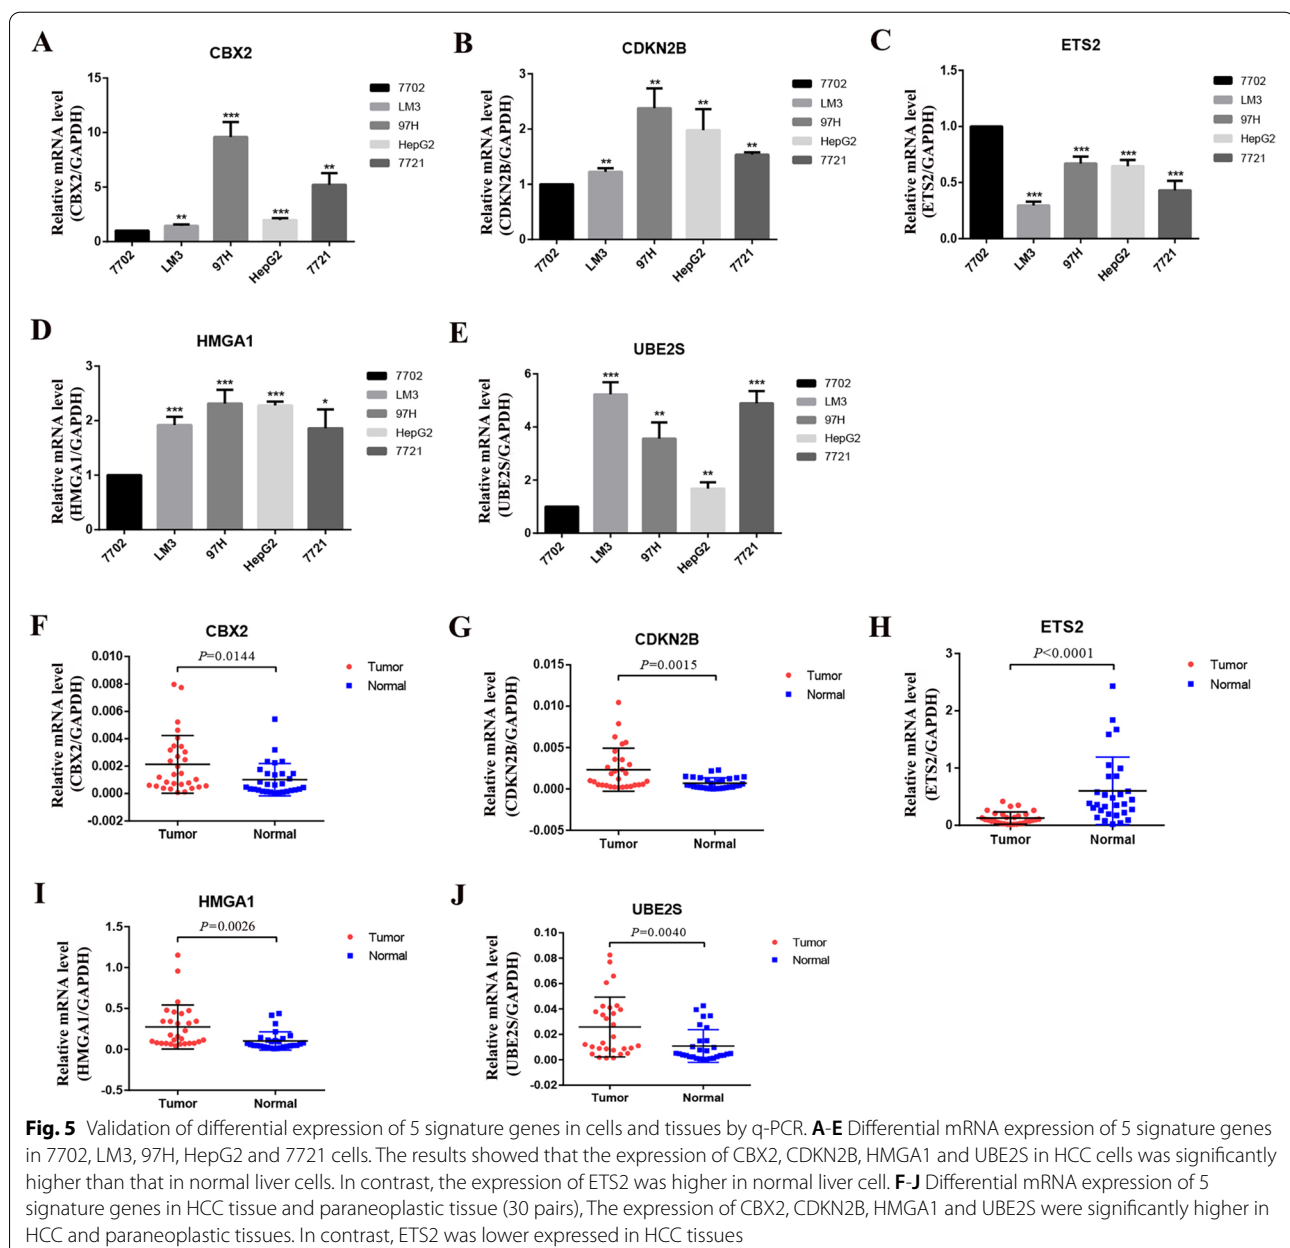 A
CBX2
Relative mRNA level
(CBX2/GAPDH)
15
10
5
0
**
***
***
**
7702
LM3
97H
HepG2
7721
7702
LM3
97H
HepG2
7721
B
CDKN2B
Relative mRNA level
(CDKN2B/GAPDH)
3
2
1
0
**
**
**
**
7702
LM3
97H
HepG2
7721
7702
LM3
97H
HepG2
7721
C
ETS2
Relative mRNA level
(ETS2/GAPDH)
1.5
1.0
0.5
0.0
***
***
***
***
7702
LM3
97H
HepG2
7721
7702
LM3
97H
HepG2
7721
D
HMGA1
Relative mRNA level
(HMGA1/GAPDH)
3
2
1
0
***
***
***
*
7702
LM3
97H
HepG2
7721
7702
LM3
97H
HepG2
7721
E
UBE2S
Relative mRNA level
(UBE2S/GAPDH)
6
4
2
0
***
**
**
***
7702
LM3
97H
HepG2
7721
7702
LM3
97H
HepG2
7721
F
CBX2
Relative mRNA level
(CBX2/GAPDH)
0.010
0.008
0.006
0.004
0.002
0.000
-0.002
P=0.0144
Tumor
Normal
Tumor
Normal
G
CDKN2B
Relative mRNA level
(CDKN2B/GAPDH)
0.015
0.010
0.005
0.000
-0.005
P=0.0015
Tumor
Normal
Tumor
Normal
H
ETS2
Relative mRNA level
(ETS2/GAPDH)
3
2
1
0
P<0.0001
Tumor
Normal
Tumor
Normal
I
HMGA1
Relative mRNA level
(HMGA1/GAPDH)
1.5
1.0
0.5
0.0
-0.5
P=0.0026
Tumor
Normal
Tumor
Normal
J
UBE2S
Relative mRNA level
(UBE2S/GAPDH)
0.10
0.08
0.06
0.04
0.02
0.00
-0.02
P=0.0040
Tumor
Normal
Tumor
Normal
Fig. 5 Validation of differential expression of 5 signature genes in cells and tissues by q-PCR. A-E Differential mRNA expression of 5 signature genes
in 7702, LM3, 97H, HepG2 and 7721 cells. The results showed that the expression of CBX2, CDKN2B, HMGA1 and UBE2S in HCC cells was significantly
higher than that in normal liver cells. In contrast, the expression of ETS2 was higher in normal liver cell. F-J Differential mRNA expression of 5
signature genes in HCC tissue and paraneoplastic tissue (30 pairs), The expression of CBX2, CDKN2B, HMGA1 and UBE2S were significantly higher in
HCC and paraneoplastic tissues. In contrast, ETS2 was lower expressed in HCC tissues